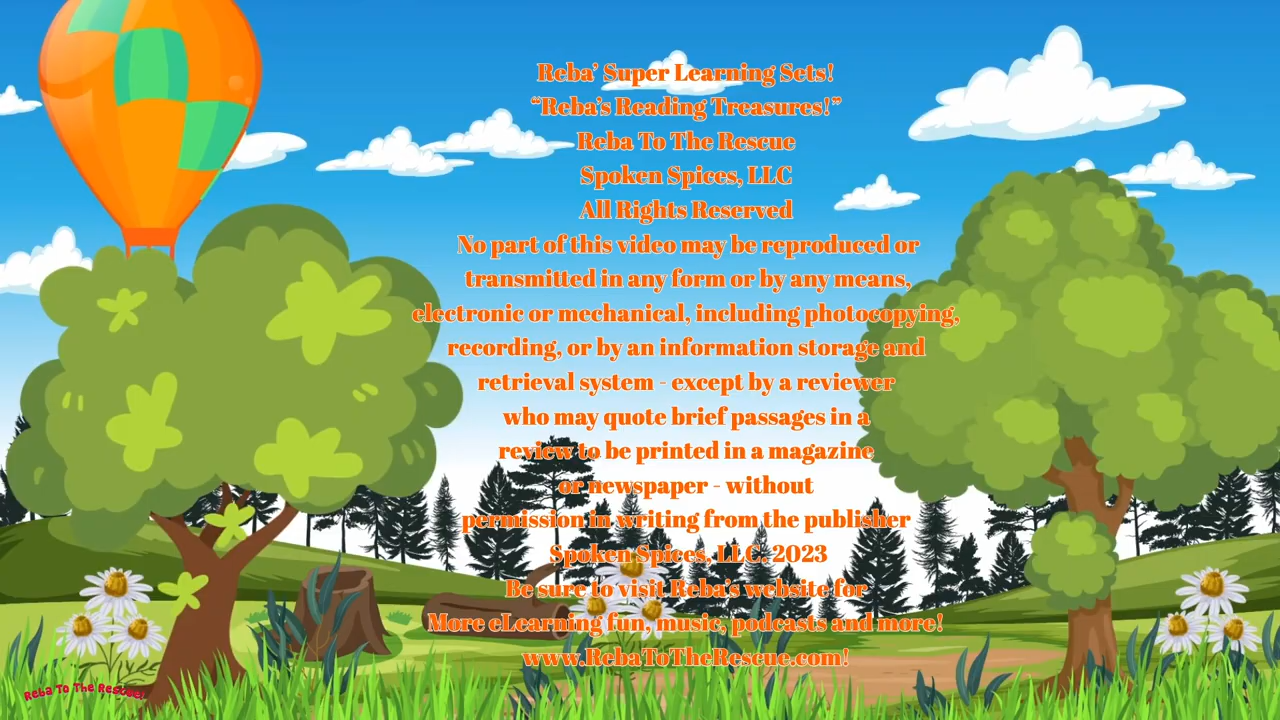 Reba’ Super Learning Sets!
“Reba’s Reading Treasures!”
Reba To The Rescue
Spoken Spices, LLC
All Rights Reserved
No part of this video may be reproduced or
transmitted in any form or by any means,
electronic or mechanical, including photocopying,
recording, or by an information storage and
retrieval system - except by a reviewer
who may quote brief passages in a
review to be printed in a magazine
or newspaper - without
permission in writing from the publisher
Spoken Spices, LLC. 2023
Be sure to visit Reba’s website for
More eLearning fun, music, podcasts and more!
www.RebaToTheRescue.com!
Reba To The Rescue!